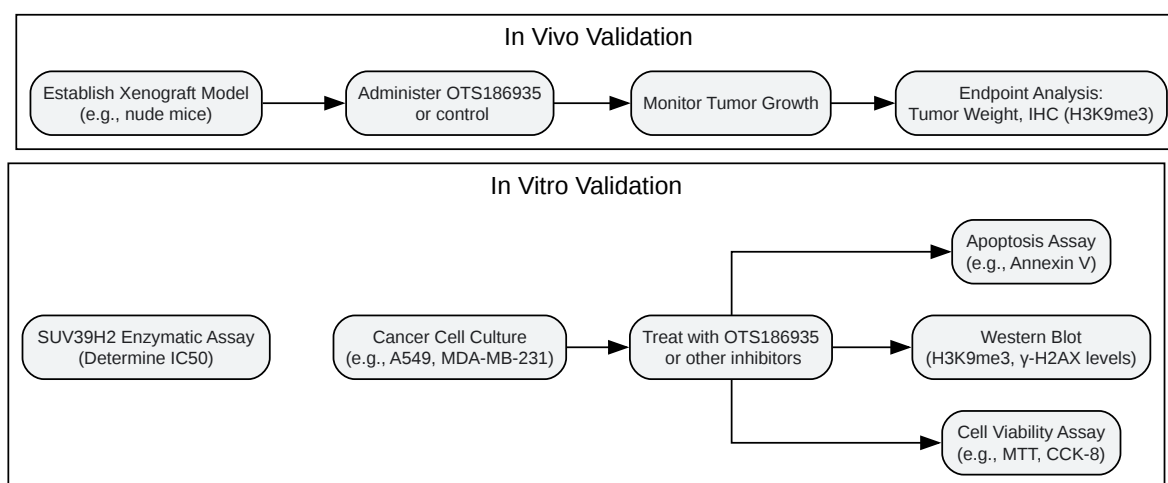 In Vivo Validation
Establish Xenograft Model
(e.g., nude mice)
Administer OTS186935
or control
Monitor Tumor Growth
Endpoint Analysis:
Tumor Weight, IHC (H3K9me3)
In Vitro Validation
SUV39H2 Enzymatic Assay
(Determine IC50)
Cancer Cell Culture
(e.g., A549, MDA-MB-231)
Treat with OTS186935
or other inhibitors
Apoptosis Assay
(e.g., Annexin V)
Western Blot
(H3K9me3, γ-H2AX levels)
Cell Viability Assay
(e.g., MTT, CCK-8)